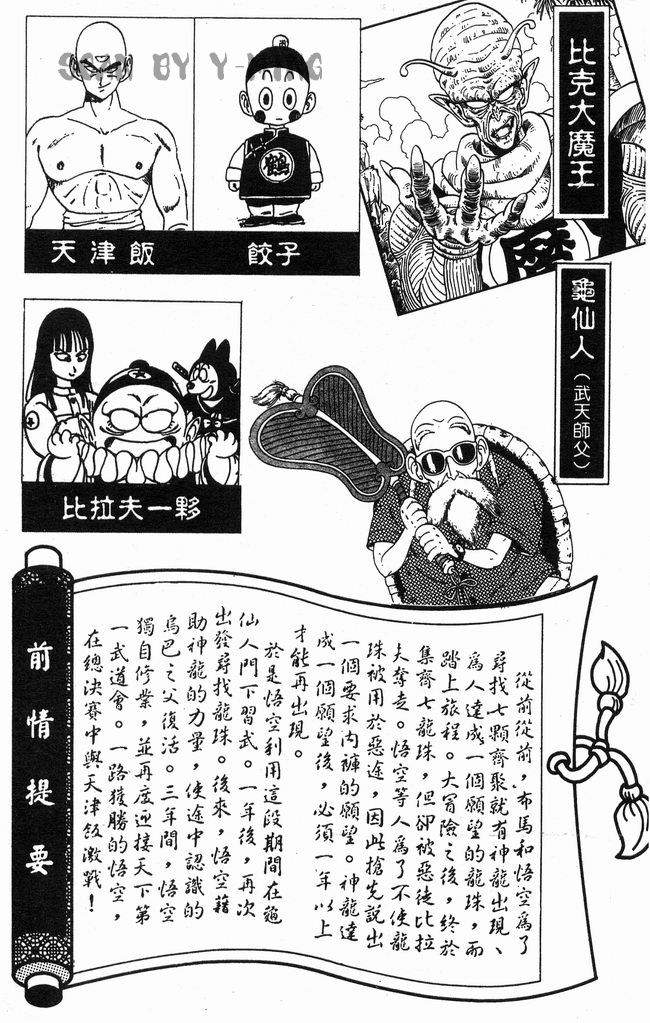 SCAN BY Y-KING
比克大魔王
鶴
天津飯
餃子
魔
龜仙人(武天師父)
比拉夫一夥
前情提要
從前從前,布馬和悟空為了
尋找七顆齊聚就有神龍出現、
為人達成一個願望的龍珠,而
踏上旅程。大冒險之後,終於
集齊七龍珠,但卻被惡徒比拉
夫奪走。悟空等人為了不使龍
珠被用於惡途,因此搶先說出
一個要求內褲的願望。神龍達
成一個願望後,必須一年以上
才能再出現。
於是悟空利用這段期間在龜
仙人門下習武。一年後,再次
出發尋找龍珠。後來,悟空藉
助神龍的力量,使途中認識的
烏巴之父復活。三年間,悟空
獨自修業,並再度迎接天下第
一武道會。一路獲勝的悟空,
在總決賽中與天津飯激戰!